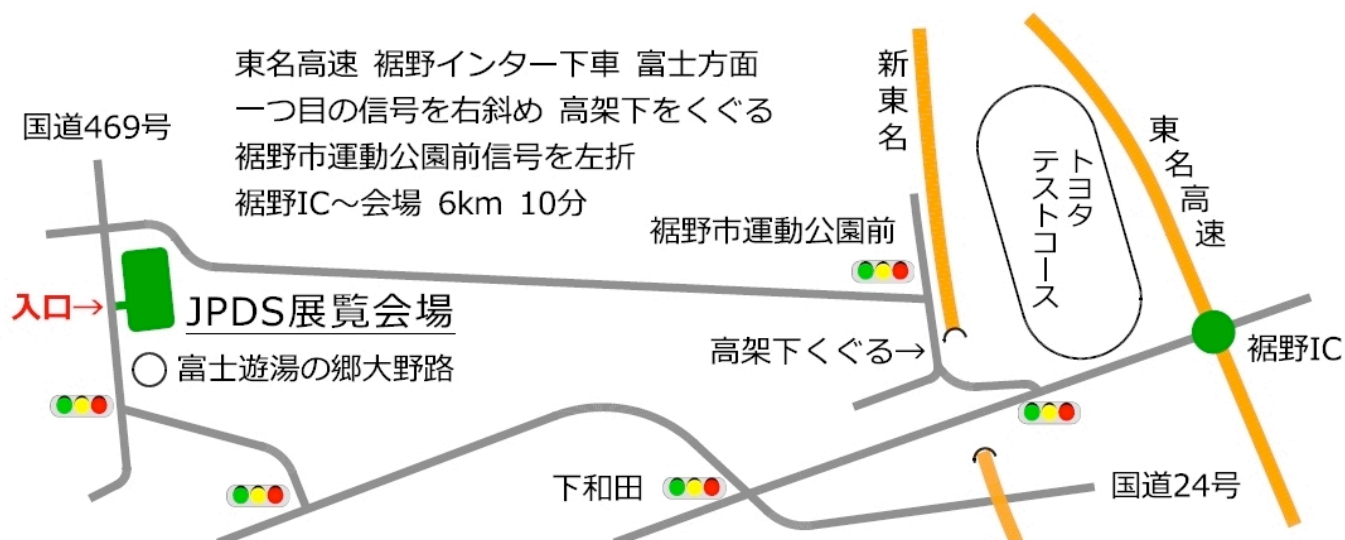 東名高速 裾野インター下車 富士方面
一つ目の信号を右斜め 高架下をくぐる
裾野市運動公園前信号を左折
裾野IC～会場 6km 10分
国道469号
新東名
東名高速
トヨタ
テストコース
裾野市運動公園前
入口→
JPDS展覧会場
高架下くぐる→
裾野IC
富士遊湯の郷大野路
下和田
国道24号